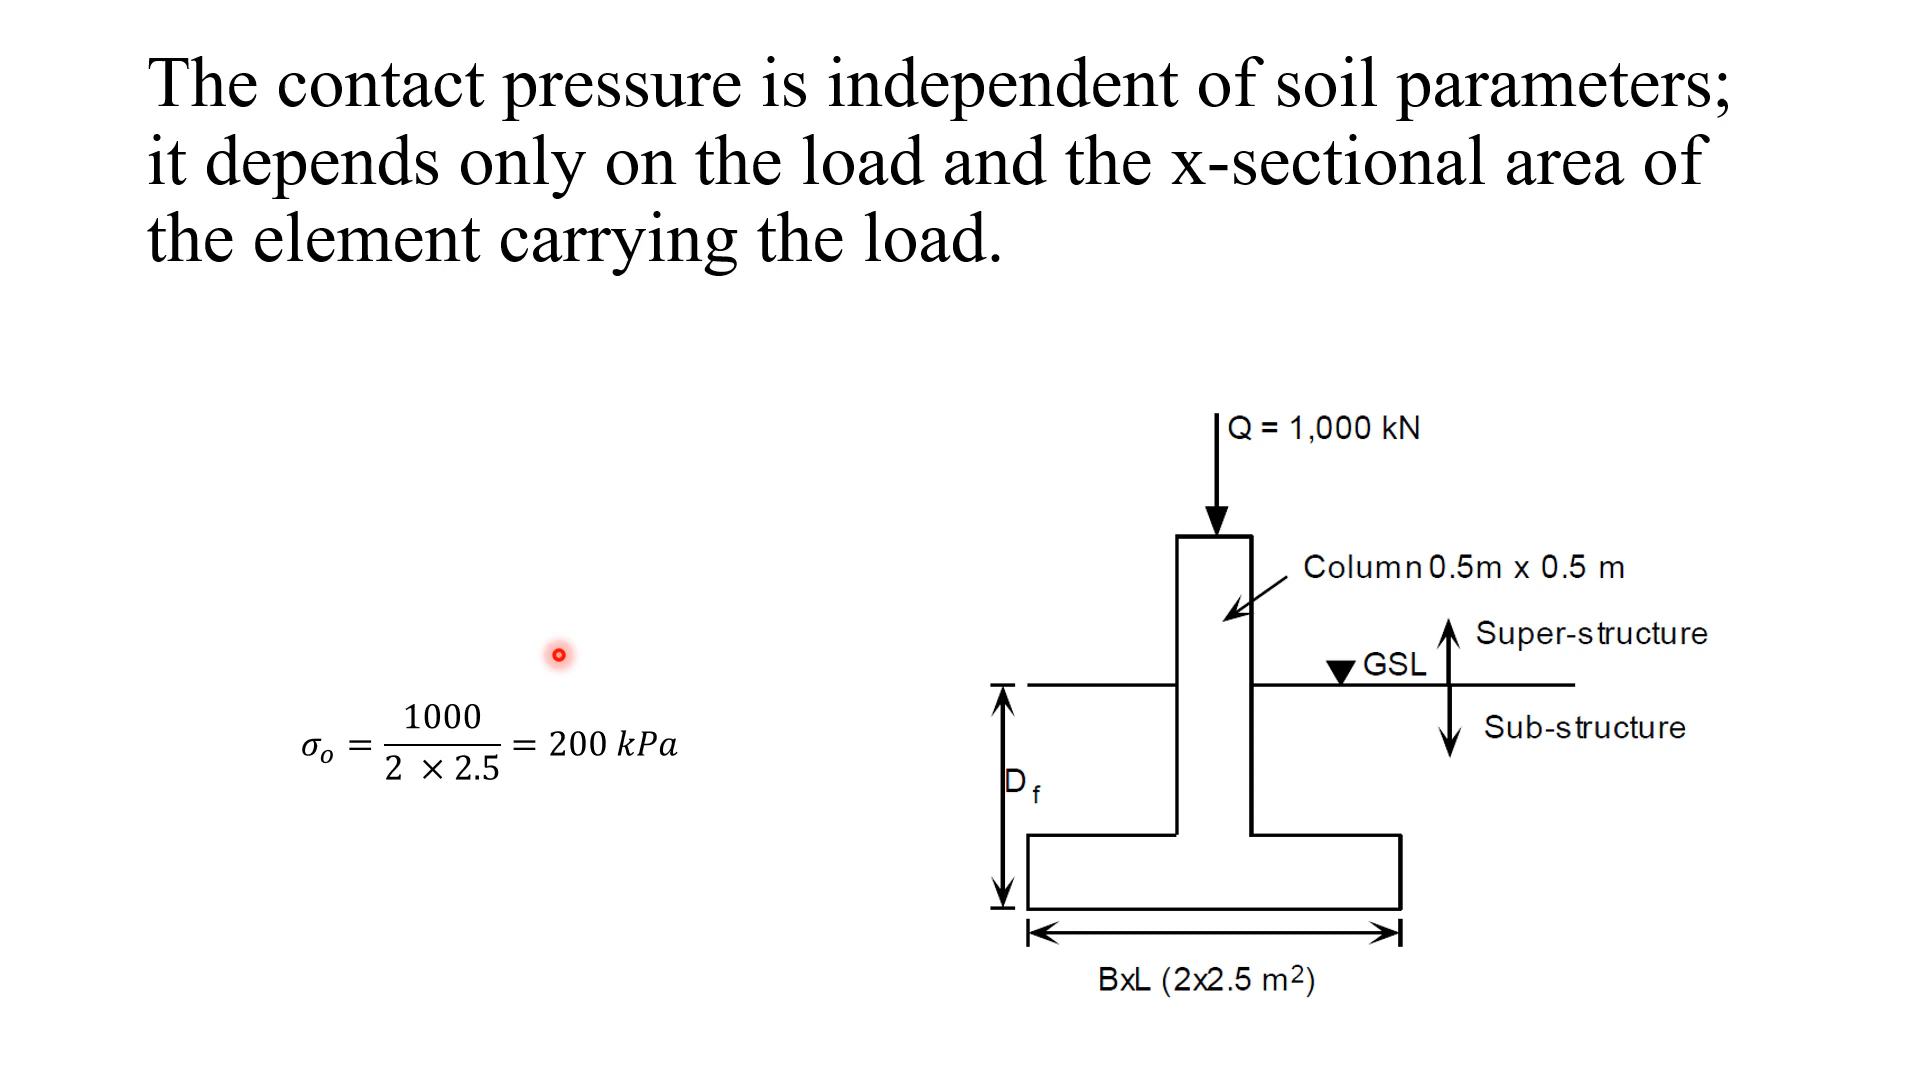 The contact pressure is independent of soil parameters;
it depends only on the load and the x-sectional area of
the element carrying the load.
Q = 1,000 kN
Column 0.5m x 0.5 m
Super-structure
GSL
Sub-structure
σo = 1000 / 2 × 2.5 = 200 kPa
Df
BxL (2x2.5 m²)